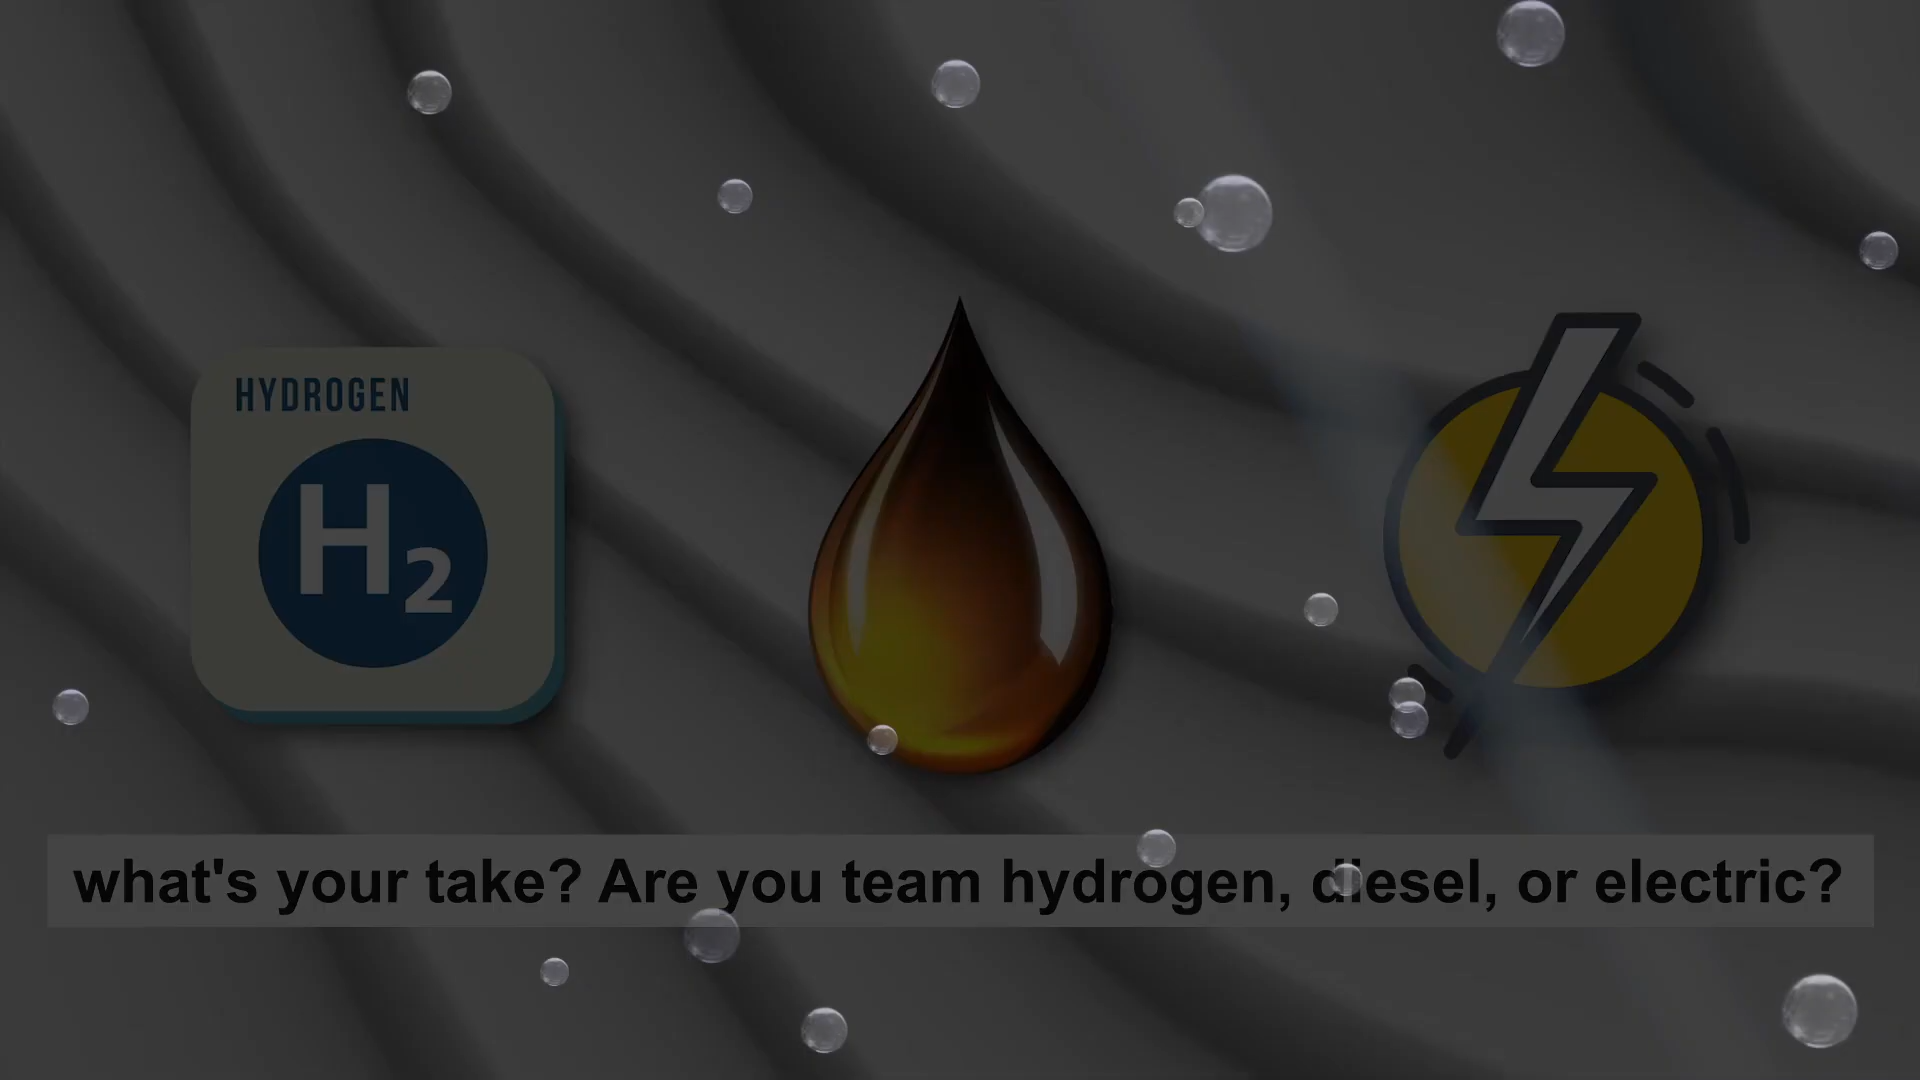 HYDROGEN
H2
what's your take? Are you team hydrogen, diesel, or electric?